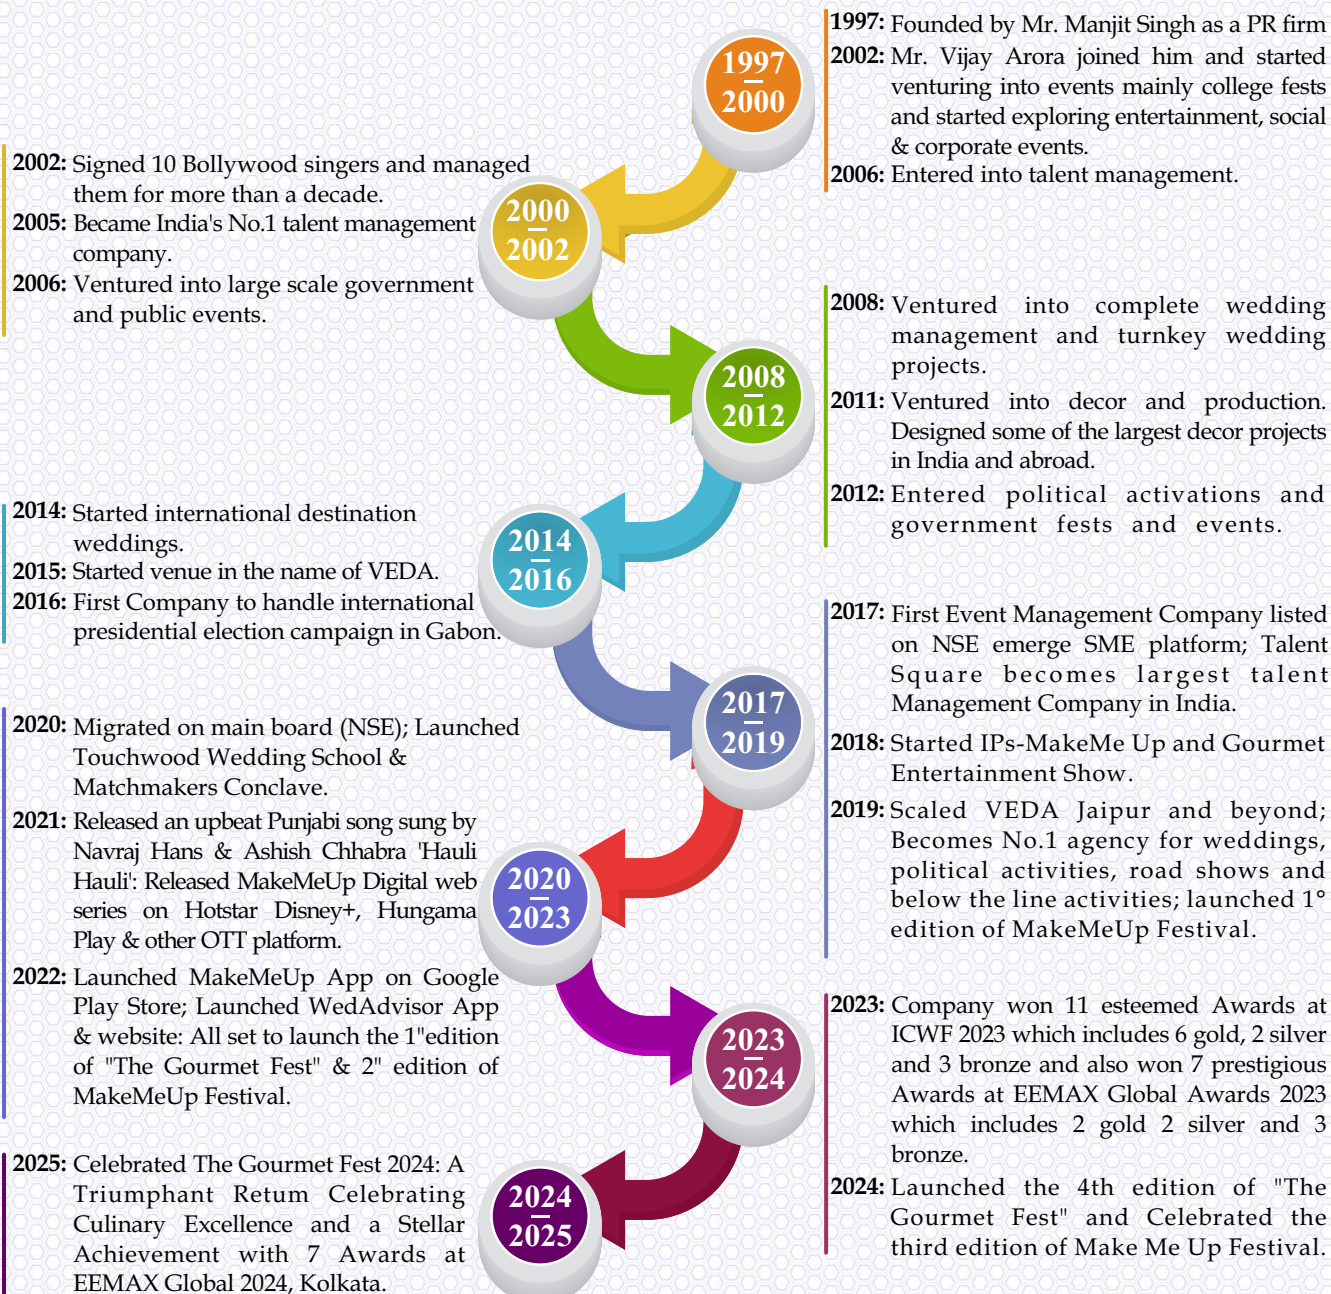 1997
2000
1997: Founded by Mr. Manjit Singh as a PR firm
2002: Mr. Vijay Arora joined him and started
venturing into events mainly college fests
and started exploring entertainment, social
& corporate events.
2006: Entered into talent management.
2002: Signed 10 Bollywood singers and managed
them for more than a decade.
2005: Became India's No.1 talent management
company.
2006: Ventured into large scale government
and public events.
2000
2002
2008
2012
2008: Ventured into complete wedding
management and turnkey wedding
projects.
2011: Ventured into decor and production.
Designed some of the largest decor projects
in India and abroad.
2012: Entered political activations and
government fests and events.
2014: Started international destination
weddings.
2015: Started venue in the name of VEDA.
2016: First Company to handle international
presidential election campaign in Gabon.
2014
2016
2017
2019
2017: First Event Management Company listed
on NSE emerge SME platform; Talent
Square becomes largest talent
Management Company in India.
2018: Started IPs-MakeMe Up and Gourmet
Entertainment Show.
2019: Scaled VEDA Jaipur and beyond;
Becomes No.1 agency for weddings,
political activities, road shows and
below the line activities; launched 1°
edition of MakeMeUp Festival.
2020: Migrated on main board (NSE); Launched
Touchwood Wedding School &
Matchmakers Conclave.
2021: Released an upbeat Punjabi song sung by
Navraj Hans & Ashish Chhabra 'Hauli
Hauli': Released MakeMeUp Digital web
series on Hotstar Disney+, Hungama
Play & other OTT platform.
2022: Launched MakeMeUp App on Google
Play Store; Launched WedAdvisor App
& website: All set to launch the 1"edition
of "The Gourmet Fest" & 2" edition of
MakeMeUp Festival.
2020
2023
2023
2024
2023: Company won 11 esteemed Awards at
ICWF 2023 which includes 6 gold, 2 silver
and 3 bronze and also won 7 prestigious
Awards at EEMAX Global Awards 2023
which includes 2 gold 2 silver and 3
bronze.
2024: Launched the 4th edition of "The
Gourmet Fest" and Celebrated the
third edition of Make Me Up Festival.
2025: Celebrated The Gourmet Fest 2024: A
Triumphant Retum Celebrating
Culinary Excellence and a Stellar
Achievement with 7 Awards at
EEMAX Global 2024, Kolkata.
2024
2025